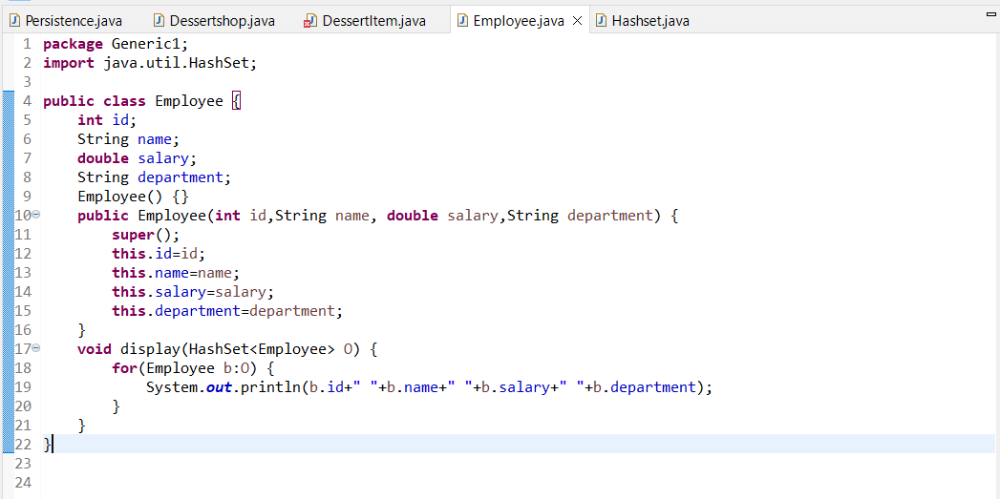 Persistence.java Dessertshop.java DessertItem.java Employee.java Hashset.java
1 package Generic1;
2 import java.util.HashSet;
3
4 public class Employee {
5 int id;
6 String name;
7 double salary;
8 String department;
9 Employee() {}
10 public Employee(int id,String name, double salary,String department) {
11 super();
12 this.id=id;
13 this.name=name;
14 this.salary=salary;
15 this.department=department;
16 }
17 void display(HashSet<Employee> O) {
18 for(Employee b:O) {
19 System.out.println(b.id+" "+b.name+" "+b.salary+" "+b.department);
20 }
21 }
22 }
23
24